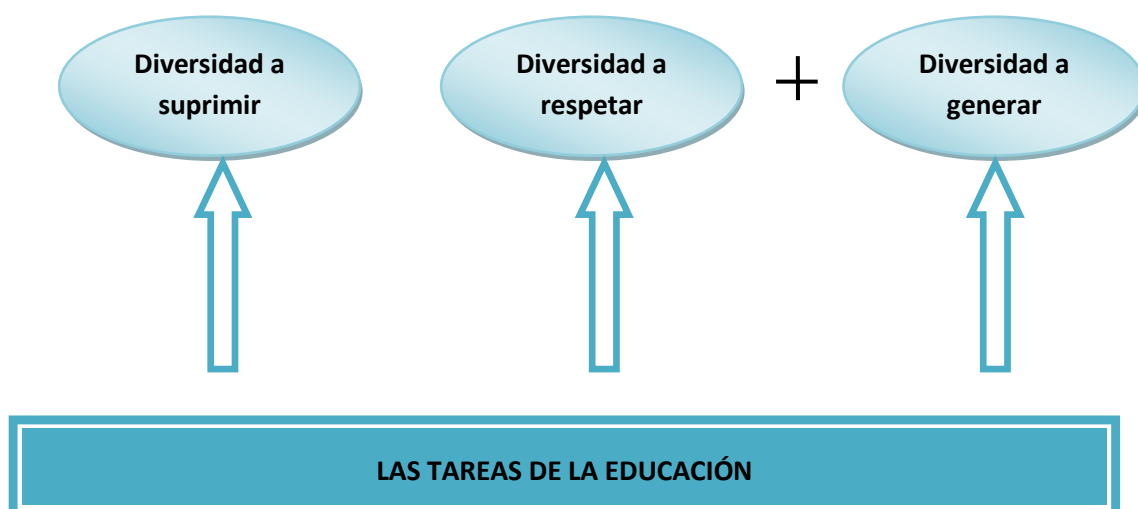 Diversidad a
suprimir
Diversidad a
respetar
+
Diversidad a
generar
LAS TAREAS DE LA EDUCACIÓN